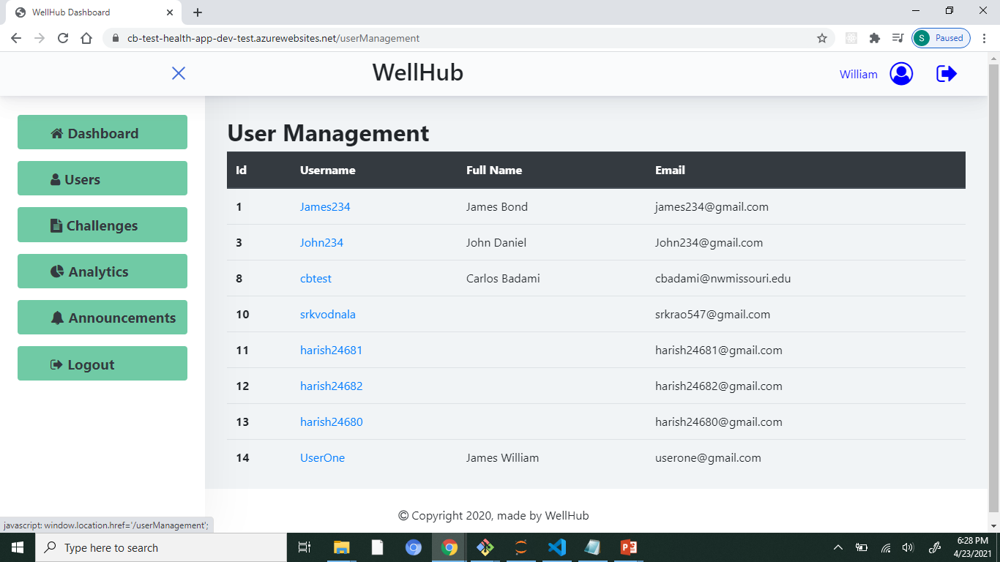 WellHub Dashboard
cb-test-health-app-dev-test.azurewebsites.net/userManagement
S Paused
WellHub
William
Dashboard
Users
Challenges
Analytics
Announcements
Logout
User Management
Id Username Full Name Email
1 James234 James Bond james234@gmail.com
3 John234 John Daniel John234@gmail.com
8 cbtest Carlos Badami cbadami@nwmissouri.edu
10 srkvodnala srkrao547@gmail.com
11 harish24681 harish24681@gmail.com
12 harish24682 harish24682@gmail.com
13 harish24680 harish24680@gmail.com
14 UserOne James William userone@gmail.com
© Copyright 2020, made by WellHub
javascript: window.location.href='/userManagement';
Type here to search
6:28 PM
4/23/2021